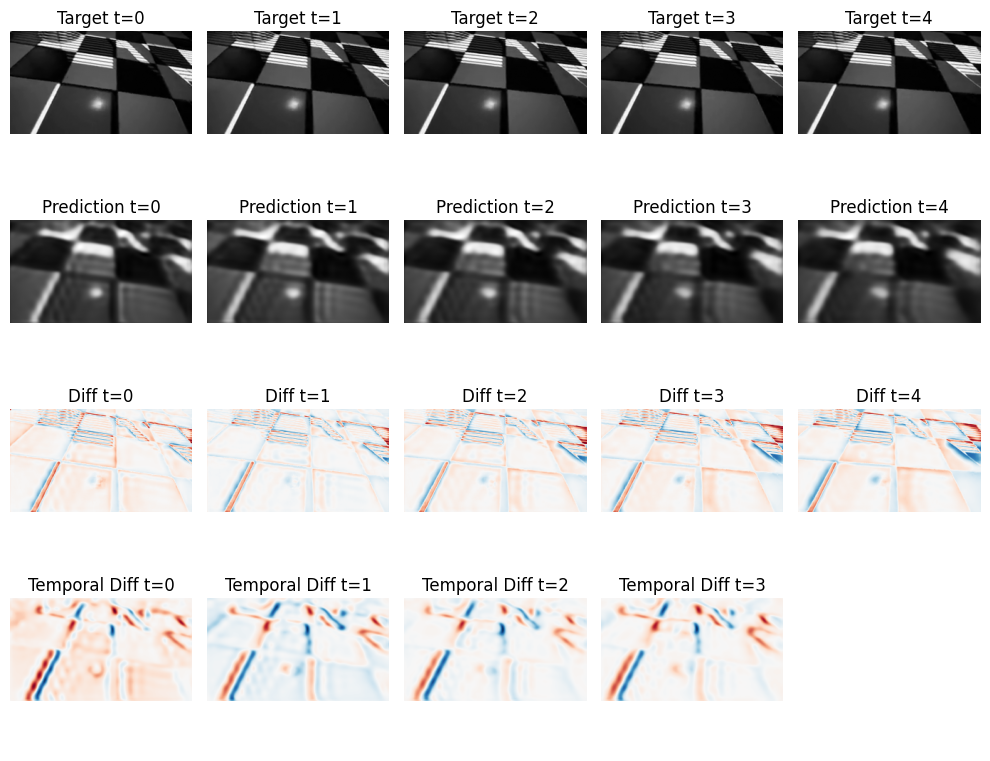 Target t=0 Target t=1 Target t=2 Target t=3 Target t=4
Prediction t=0 Prediction t=1 Prediction t=2 Prediction t=3 Prediction t=4
Diff t=0 Diff t=1 Diff t=2 Diff t=3 Diff t=4
Temporal Diff t=0 Temporal Diff t=1 Temporal Diff t=2 Temporal Diff t=3